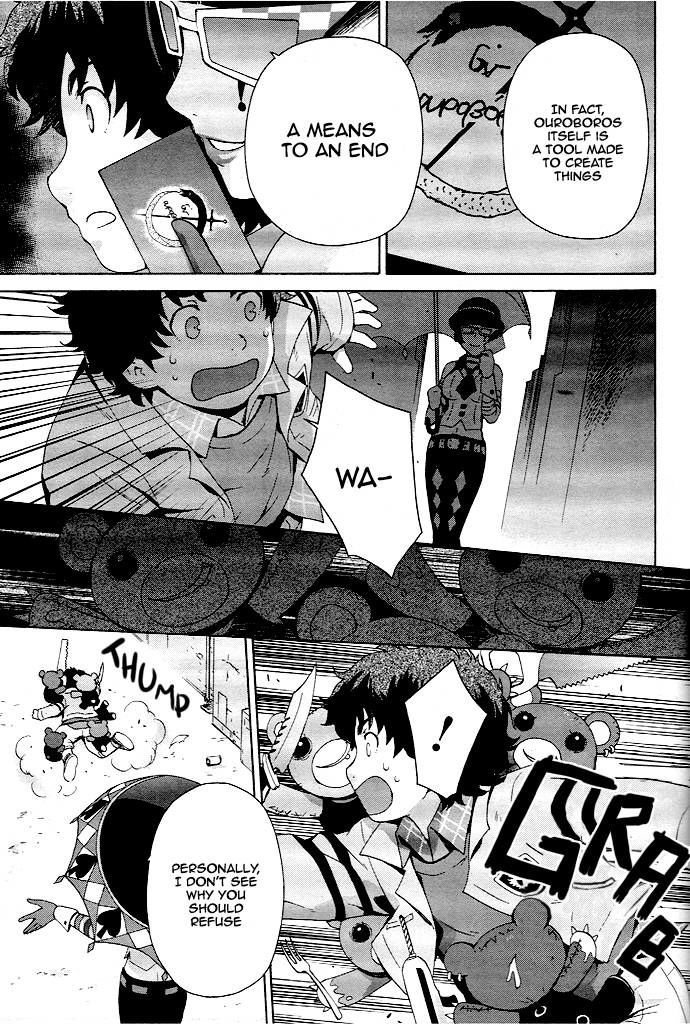 IN FACT,
OUROBOROS
ITSELF IS
A TOOL MADE
TO CREATE
THINGS
A MEANS
TO AN END
!
WA-
!
GRAB
THUMP
PERSONALLY,
I DON'T SEE
WHY YOU
SHOULD
REFUSE